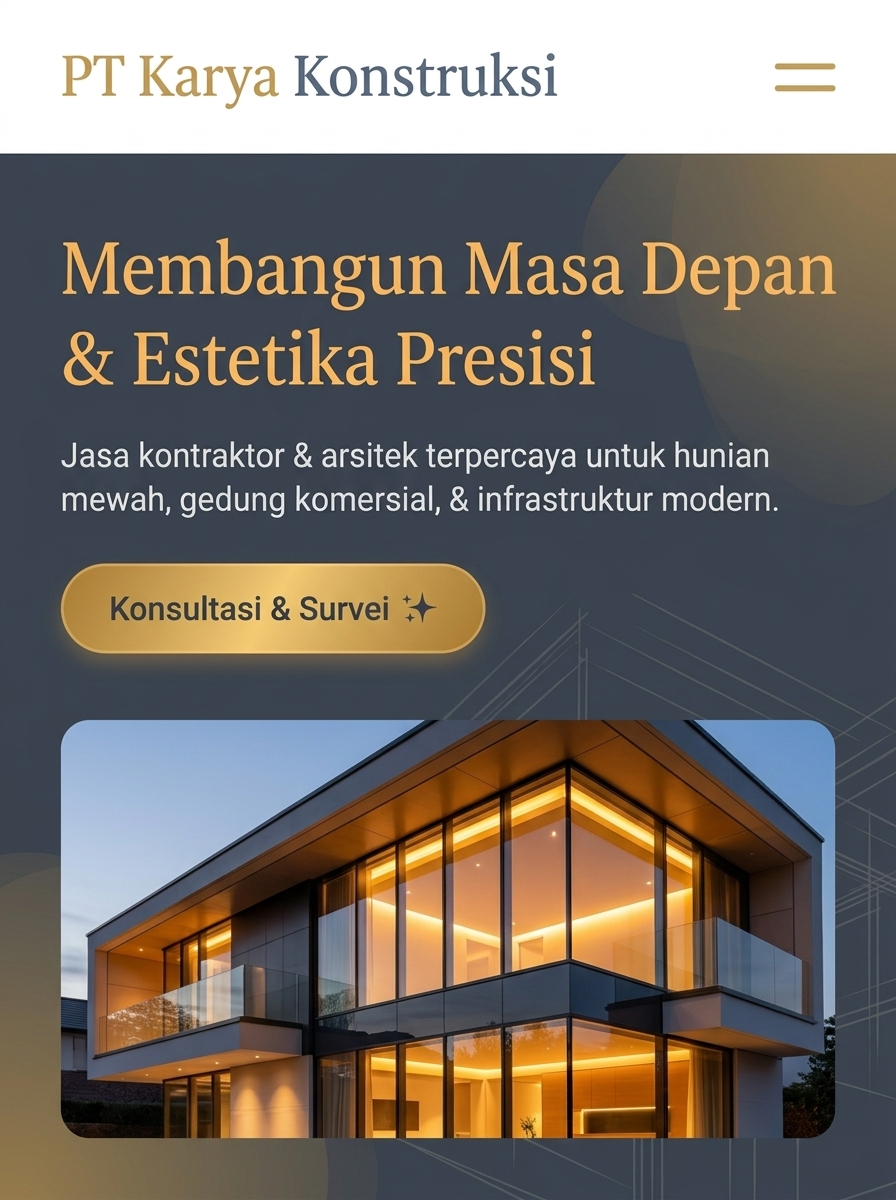 PT Karya Konstruksi
Membangun Masa Depan
& Estetika Presisi
Jasa kontraktor & arsitek terpercaya untuk hunian
mewah, gedung komersial, & infrastruktur modern.
Konsultasi & Survei